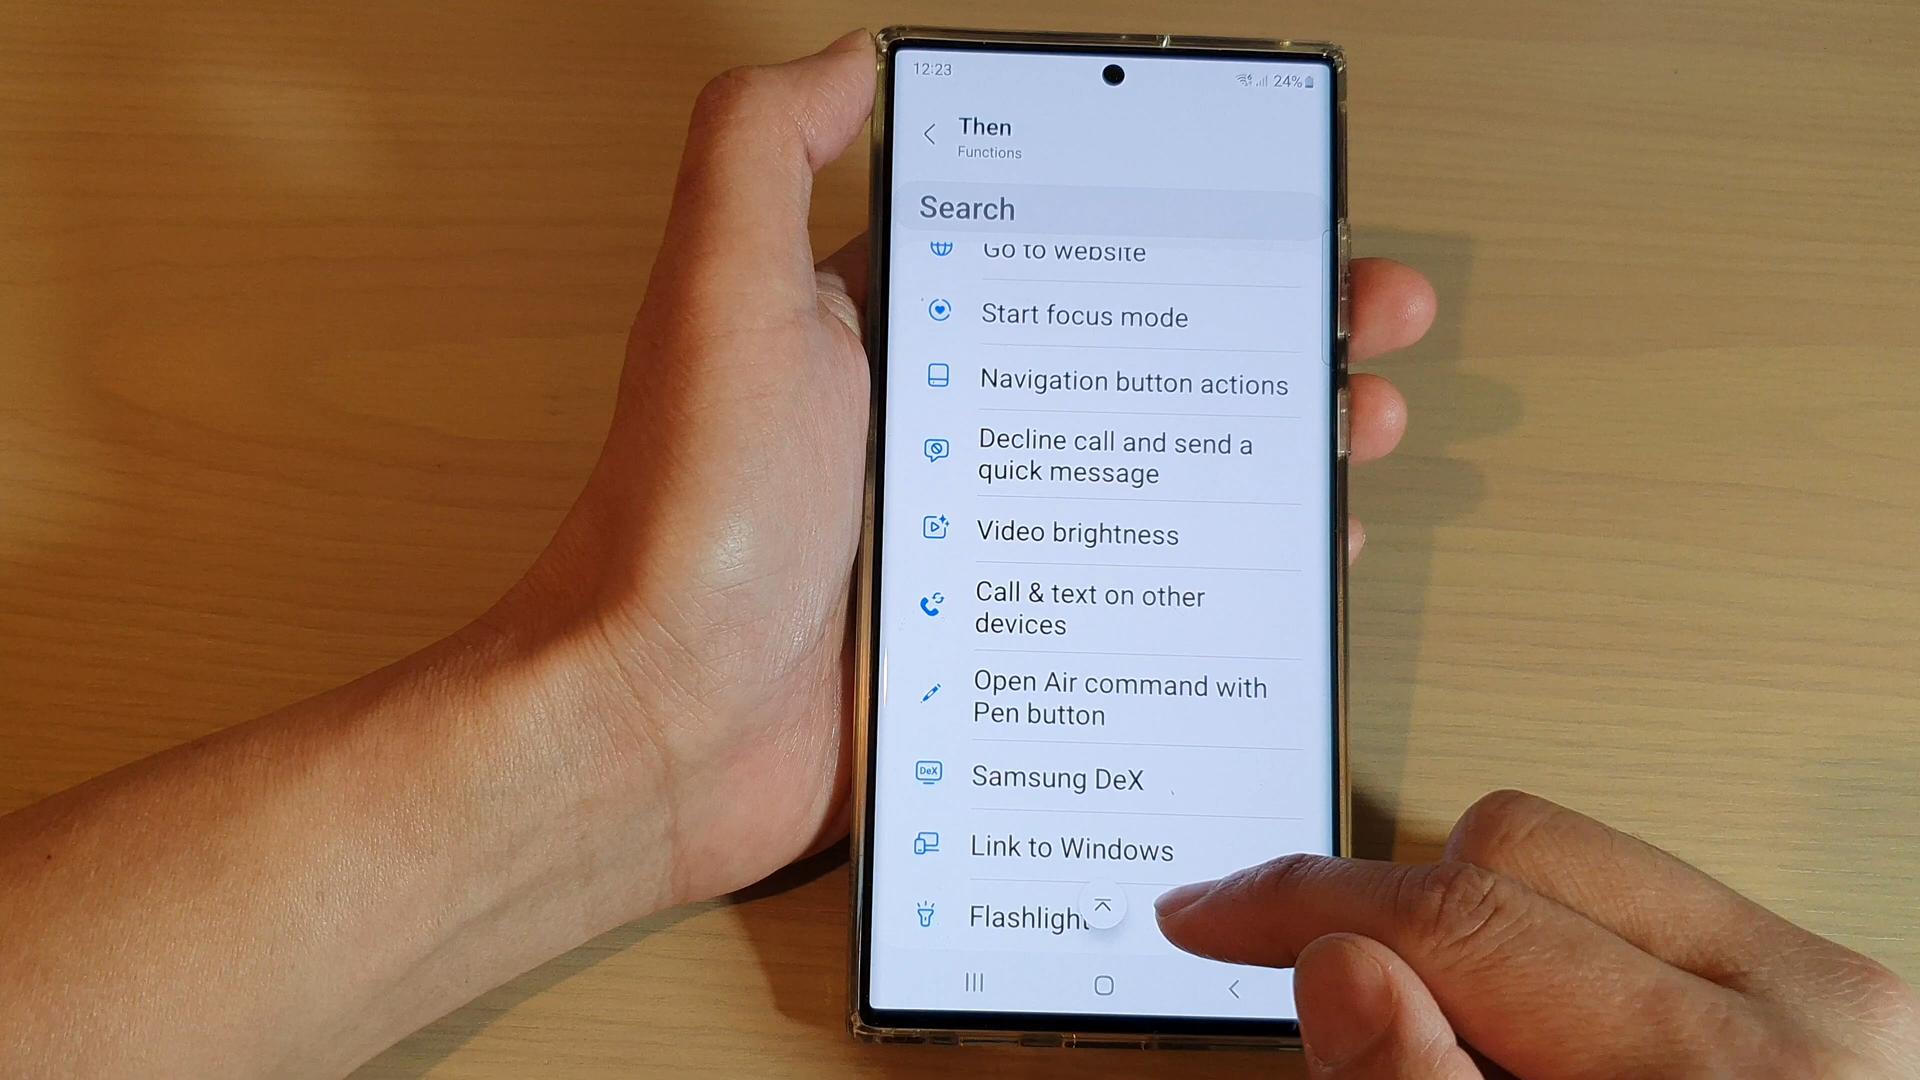 12:23
24%
Then
Functions
Search
Go to website
Start focus mode
Navigation button actions
Decline call and send a
quick message
Video brightness
Call & text on other
devices
Open Air command with
Pen button
DeX
Samsung DeX
Link to Windows
Flashlight